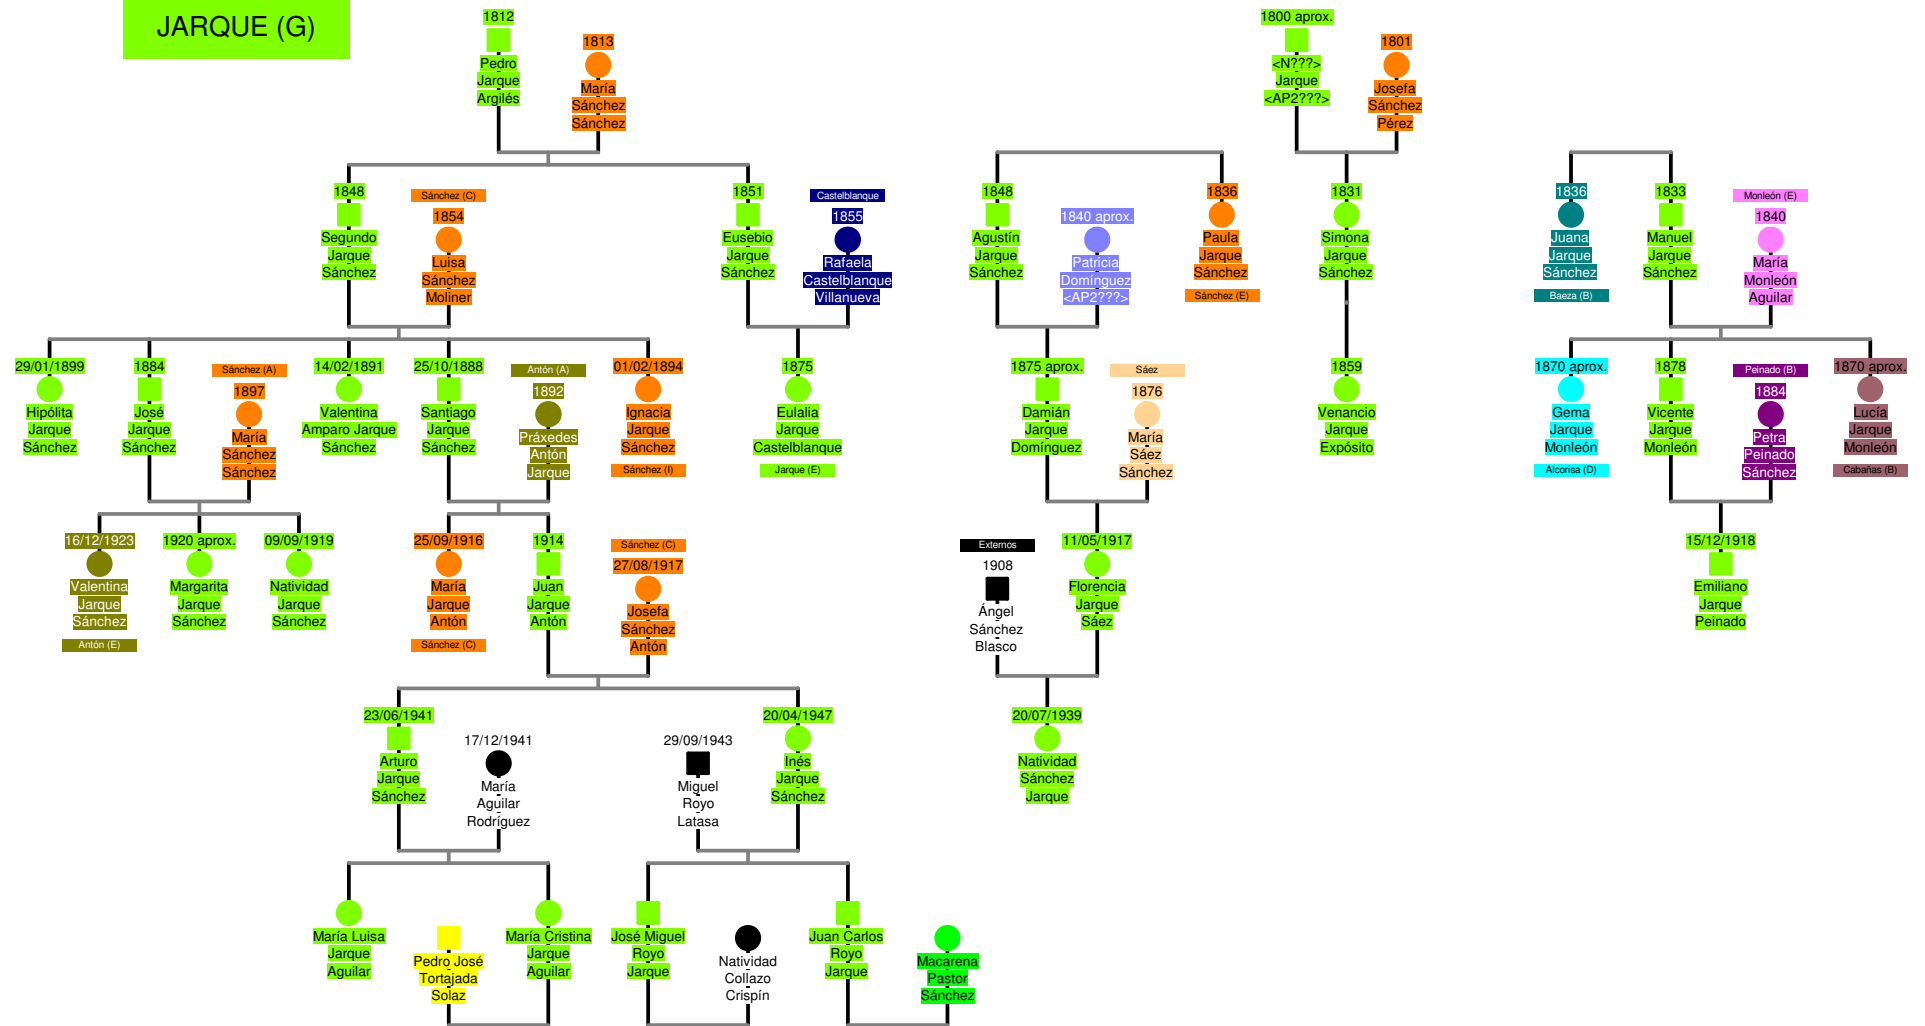 JARQUE (G)
1812
Pedro
Jarque
Argilés
1813
María
Sánchez
Sánchez
1800 aprox.
<N???>
Jarque
<AP2???>
1801
Josefa
Sánchez
Pérez
1848
Segundo
Jarque
Sánchez
Sánchez (C)
1854
Luisa
Sánchez
Moliner
1851
Eusebio
Jarque
Sánchez
Castelblanque
1855
Rafaela
Castelblanque
Villanueva
1848
Agustín
Jarque
Sánchez
1840 aprox.
Patricia
Domínguez
<AP2???>
1836
Paula
Jarque
Sánchez
Sánchez (E)
1831
Simona
Jarque
Sánchez
1836
Juana
Jarque
Sánchez
Baeza (B)
1833
Manuel
Jarque
Sánchez
Monleón (E)
1840
María
Monleón
Aguilar
29/01/1899
Hipólita
Jarque
Sánchez
1884
José
Jarque
Sánchez
Sánchez (A)
1897
María
Sánchez
Sánchez
14/02/1891
Valentina
Amparo Jarque
Sánchez
25/10/1888
Santiago
Jarque
Sánchez
Antón (A)
1892
Práxedes
Antón
Jarque
01/02/1894
Ignacia
Jarque
Sánchez
Sánchez (I)
1875
Eulalia
Jarque
Castelblanque
Jarque (E)
1875 aprox.
Damián
Jarque
Domínguez
Sáez
1876
María
Sáez
Sánchez
1859
Venancio
Jarque
Expósito
1870 aprox.
Gema
Jarque
Monleón
Alcorisa (D)
1878
Vicente
Jarque
Monleón
Peinado (B)
1884
Petra
Peinado
Sánchez
1870 aprox.
Lucía
Jarque
Monleón
Cabañas (B)
16/12/1923
Valentina
Jarque
Sánchez
Antón (E)
1920 aprox.
Margarita
Jarque
Sánchez
09/09/1919
Natividad
Jarque
Sánchez
25/09/1916
María
Jarque
Antón
Sánchez (C)
1914
Juan
Jarque
Antón
Sánchez (C)
27/08/1917
Josefa
Sánchez
Antón
Externos
1908
Ángel
Sánchez
Blasco
11/05/1917
Florencia
Jarque
Sáez
15/12/1918
Emiliano
Jarque
Peinado
23/06/1941
Arturo
Jarque
Sánchez
17/12/1941
María
Aguilar
Rodríguez
29/09/1943
Miguel
Royo
Latasa
20/04/1947
Inés
Jarque
Sánchez
20/07/1939
Natividad
Sánchez
Jarque
María Luisa
Jarque
Aguilar
Pedro José
Tortajada
Solaz
María Cristina
Jarque
Aguilar
José Miguel
Royo
Jarque
Natividad
Collazo
Crispín
Juan Carlos
Royo
Jarque
Macarena
Pastor
Sánchez